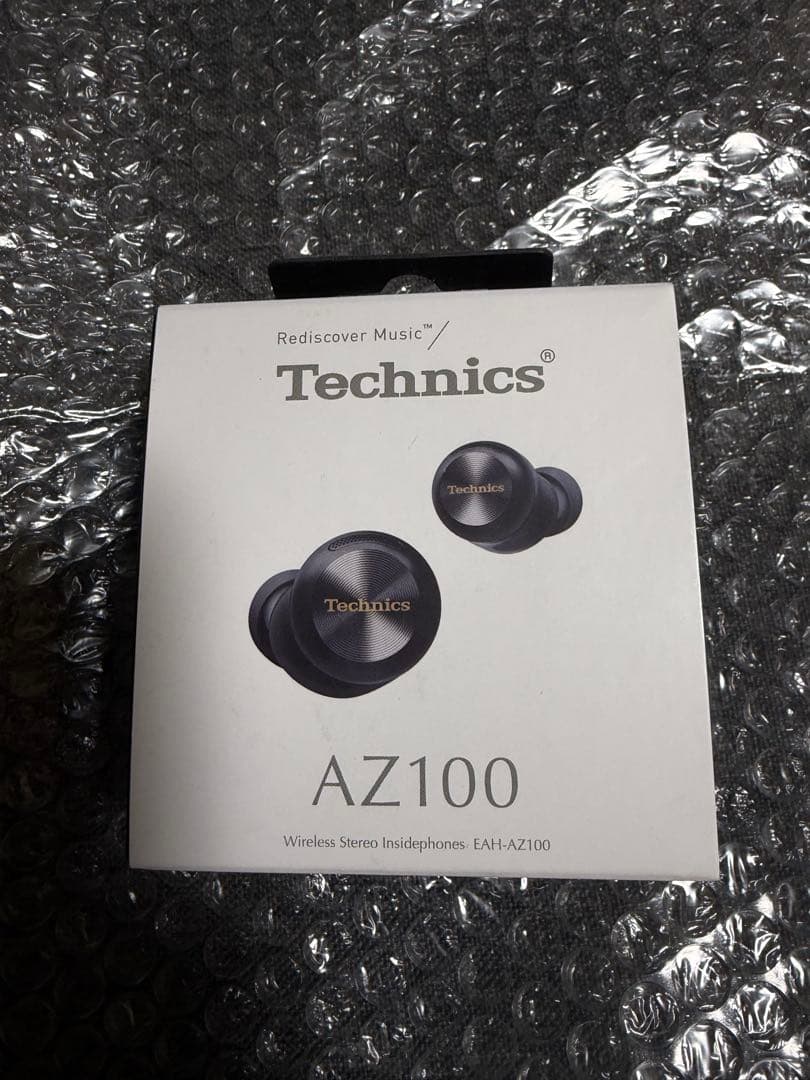 Rediscover Music™/
Technics®
Technics
Technics
AZ100
Wireless Stereo Insidephones EAH-AZ100